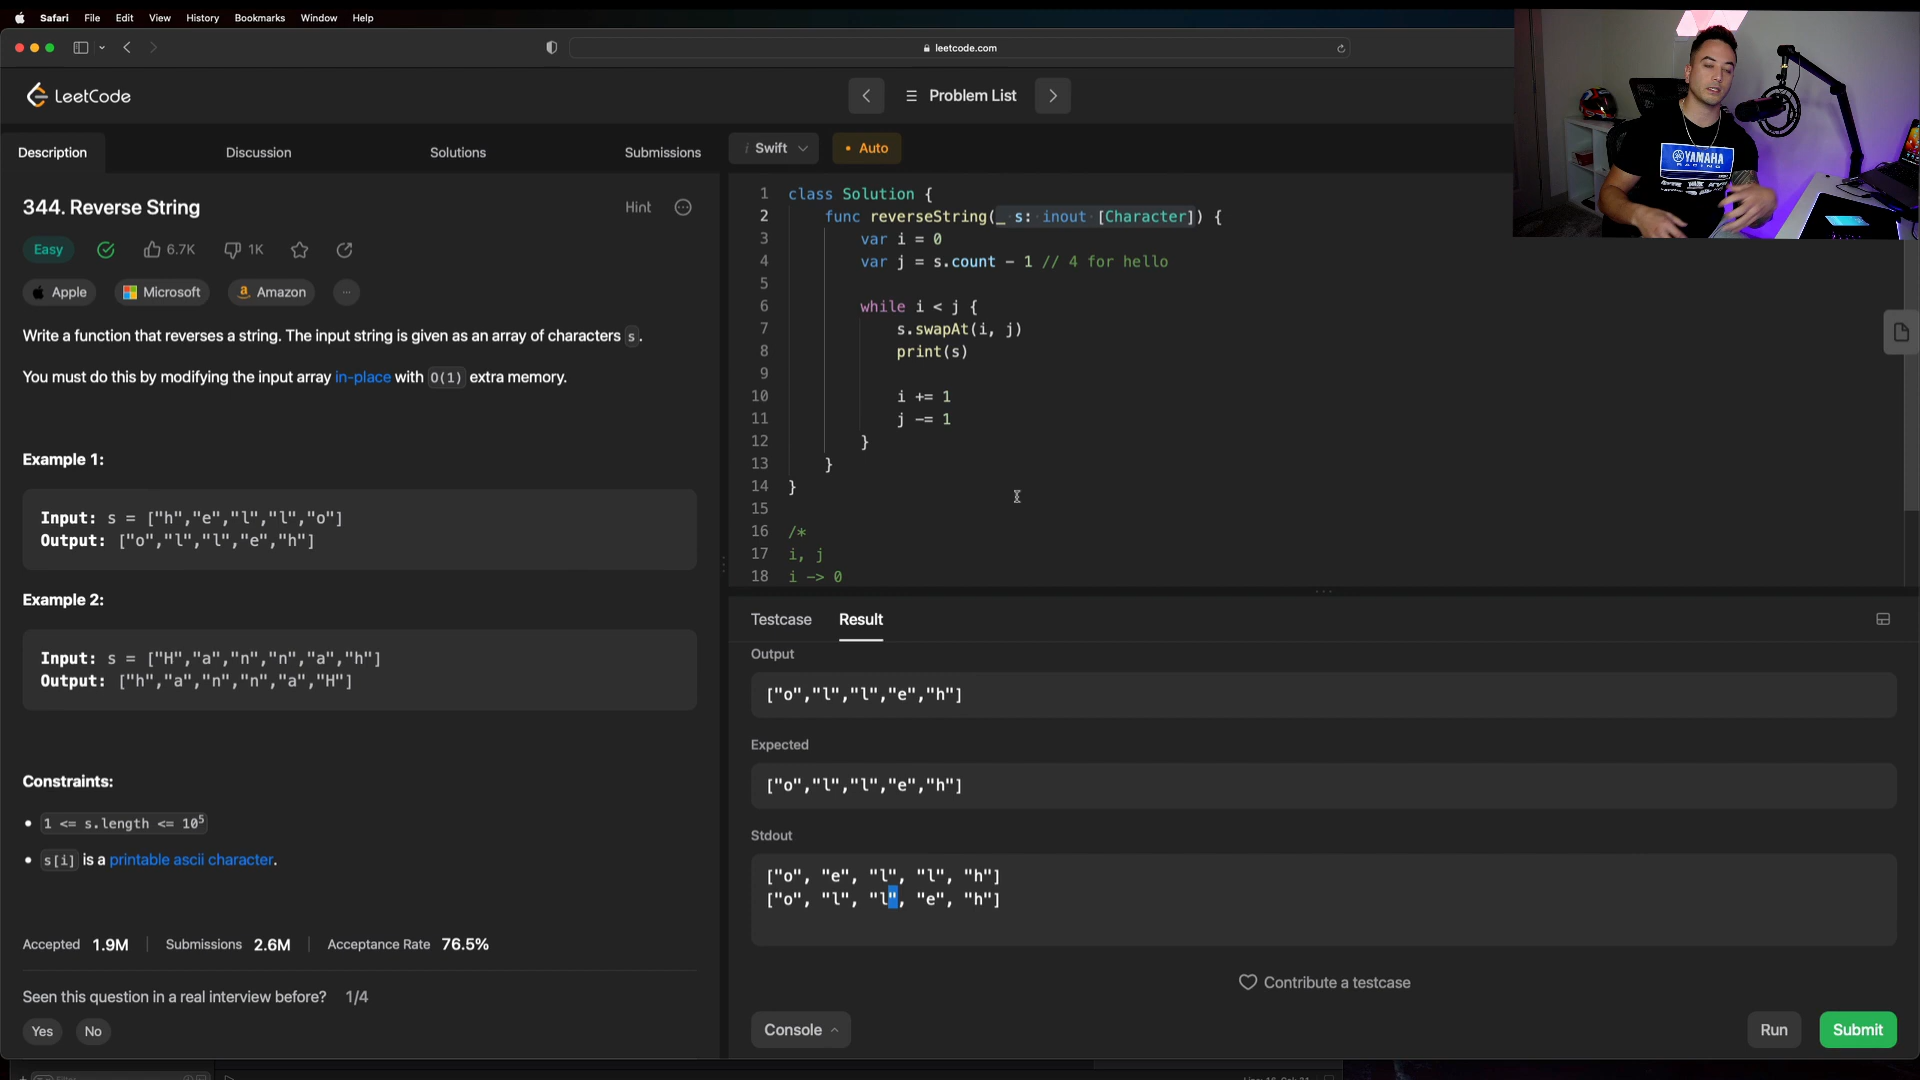 Safari File Edit View History Bookmarks Window Help
leetcode.com
LeetCode
Problem List
Description Discussion Solutions Submissions
344. Reverse String
Hint
Easy 6.7K 1K
Apple Microsoft Amazon
Write a function that reverses a string. The input string is given as an array of characters s.
You must do this by modifying the input array in-place with O(1) extra memory.
Example 1:
Input: s = ["h","e","l","l","o"]
Output: ["o","l","l","e","h"]
Example 2:
Input: s = ["H","a","n","n","a","h"]
Output: ["h","a","n","n","a","H"]
Constraints:
• 1 <= s.length <= 10⁵
• s[i] is a printable ascii character.
Accepted 1.9M Submissions 2.6M Acceptance Rate 76.5%
Seen this question in a real interview before? 1/4
Yes No
i Swift • Auto
1 class Solution {
2 func reverseString(_ s: inout [Character]) {
3 var i = 0
4 var j = s.count - 1 // 4 for hello
5
6 while i < j {
7 s.swapAt(i, j)
8 print(s)
9
10 i += 1
11 j -= 1
12 }
13 }
14 }
15
16 /*
17 i, j
18 i -> 0
Testcase Result
Output
["o","l","l","e","h"]
Expected
["o","l","l","e","h"]
Stdout
["o", "e", "l", "l", "h"]
["o", "l", "l", "e", "h"]
Contribute a testcase
Console Run Submit
YAMAHA
RACING